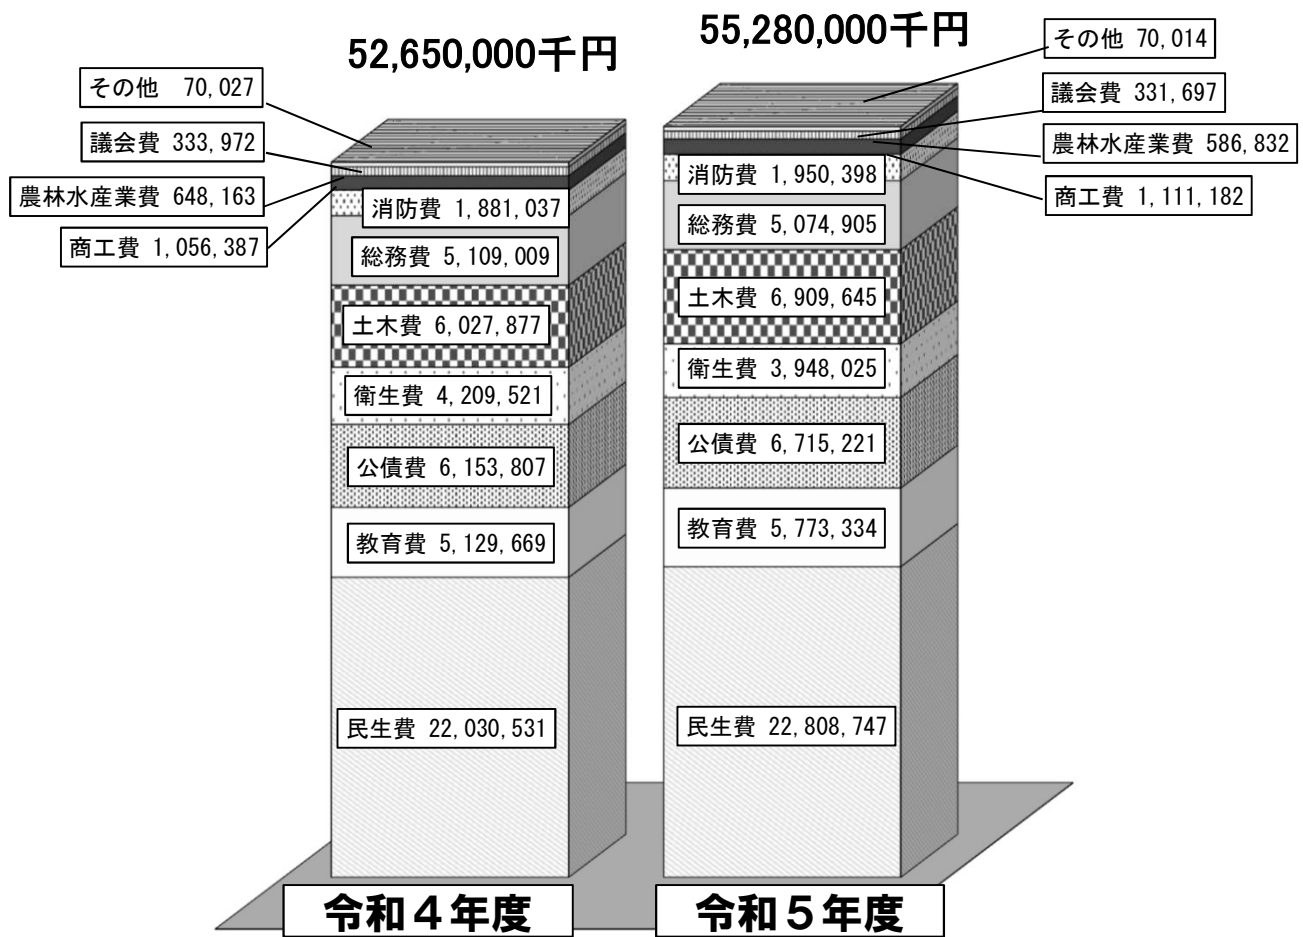 52,650,000千円
その他 70,027
議会費 333,972
農林水産業費 648,163
商工費 1,056,387
消防費 1,881,037
総務費 5,109,009
土木費 6,027,877
衛生費 4,209,521
公債費 6,153,807
教育費 5,129,669
民生費 22,030,531
令和４年度
55,280,000千円
その他 70,014
議会費 331,697
農林水産業費 586,832
商工費 1,111,182
消防費 1,950,398
総務費 5,074,905
土木費 6,909,645
衛生費 3,948,025
公債費 6,715,221
教育費 5,773,334
民生費 22,808,747
令和５年度